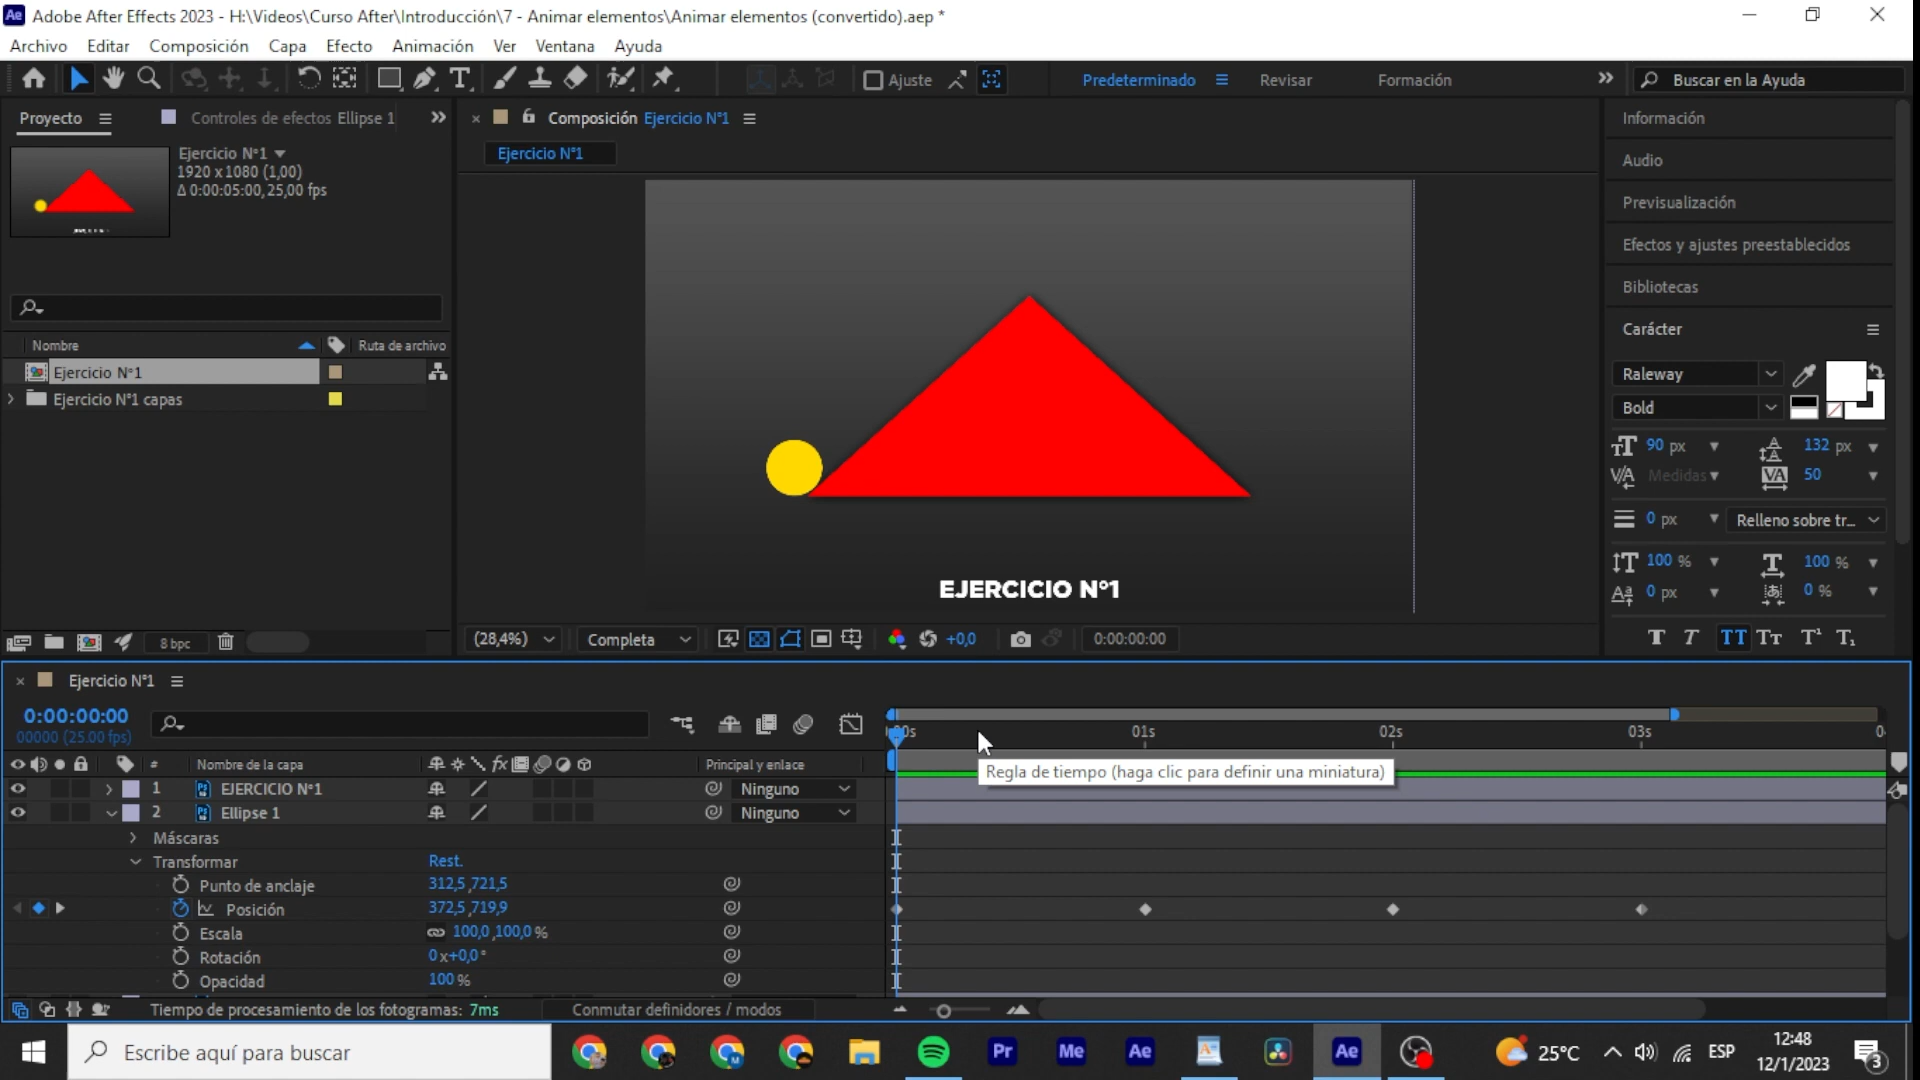 Adobe After Effects 2023 - H:\Videos\Curso After\Introducción\7 - Animar elementos\Animar elementos (convertido).aep *
Archivo Editar Composición Capa Efecto Animación Ver Ventana Ayuda
Ajuste Predeterminado Revisar Formación Buscar en la Ayuda
Proyecto Controles de efectos Ellipse 1
Composición Ejercicio N°1
Ejercicio N°1
Ejercicio N°1
1920 x 1080 (1,00)
Δ 0:00:05:00, 25,00 fps
Nombre Ruta de archivo
Ejercicio N°1
Ejercicio N°1 capas
8 bpc
EJERCICIO N°1
(28,4%) Completa +0,0 0:00:00:00
Información
Audio
Previsualización
Efectos y ajustes preestablecidos
Bibliotecas
Carácter
Raleway
Bold
90 px 132 px
Medidas 50
0 px Relleno sobre tr...
100 % 100 %
0 px 0 %
Ejercicio N°1
0:00:00:00
00000 (25.00 fps)
01s 02s 03s
# Nombre de la capa Principal y enlace
Regla de tiempo (haga clic para definir una miniatura)
1 EJERCICIO N°1 Ninguno
2 Ellipse 1 Ninguno
Máscaras
Transformar Rest.
Punto de anclaje 312,5 ,721,5
Posición 372,5 ,719,9
Escala 100,0 ,100,0 %
Rotación 0 x+0,0 °
Opacidad 100 %
Tiempo de procesamiento de los fotogramas: 7ms Conmutar definidores / modos
Escribe aquí para buscar
Pr Me Ae Ae
25°C ESP
12:48
12/1/2023
3